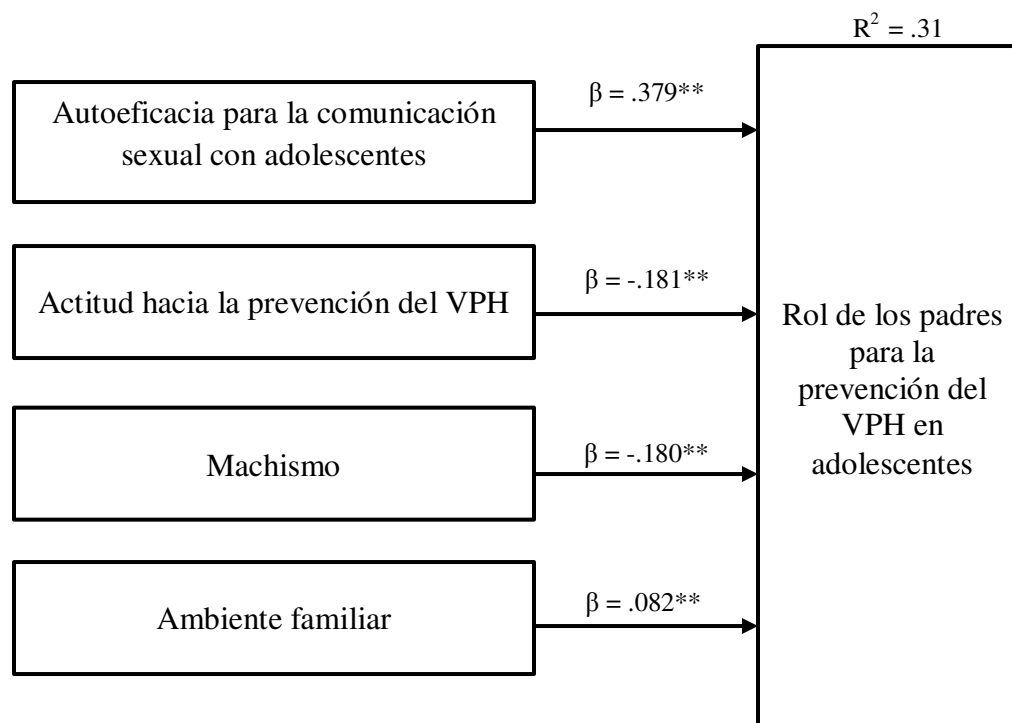 R² = .31
Autoeficacia para la comunicación
sexual con adolescentes
β = .379**
Actitud hacia la prevención del VPH
β = -.181**
Machismo
β = -.180**
Ambiente familiar
β = .082**
Rol de los padres
para la
prevención del
VPH en
adolescentes